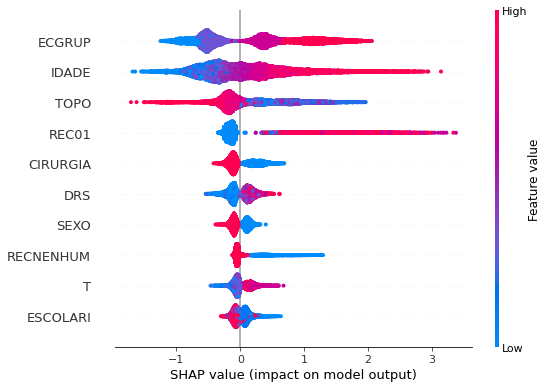 High
ECGRUP
IDADE
TOPO
REC01
CIRURGIA
DRS
SEXO
RECNENHUM
T
ESCOLARI
Feature value
Low
−1 0 1 2 3
SHAP value (impact on model output)